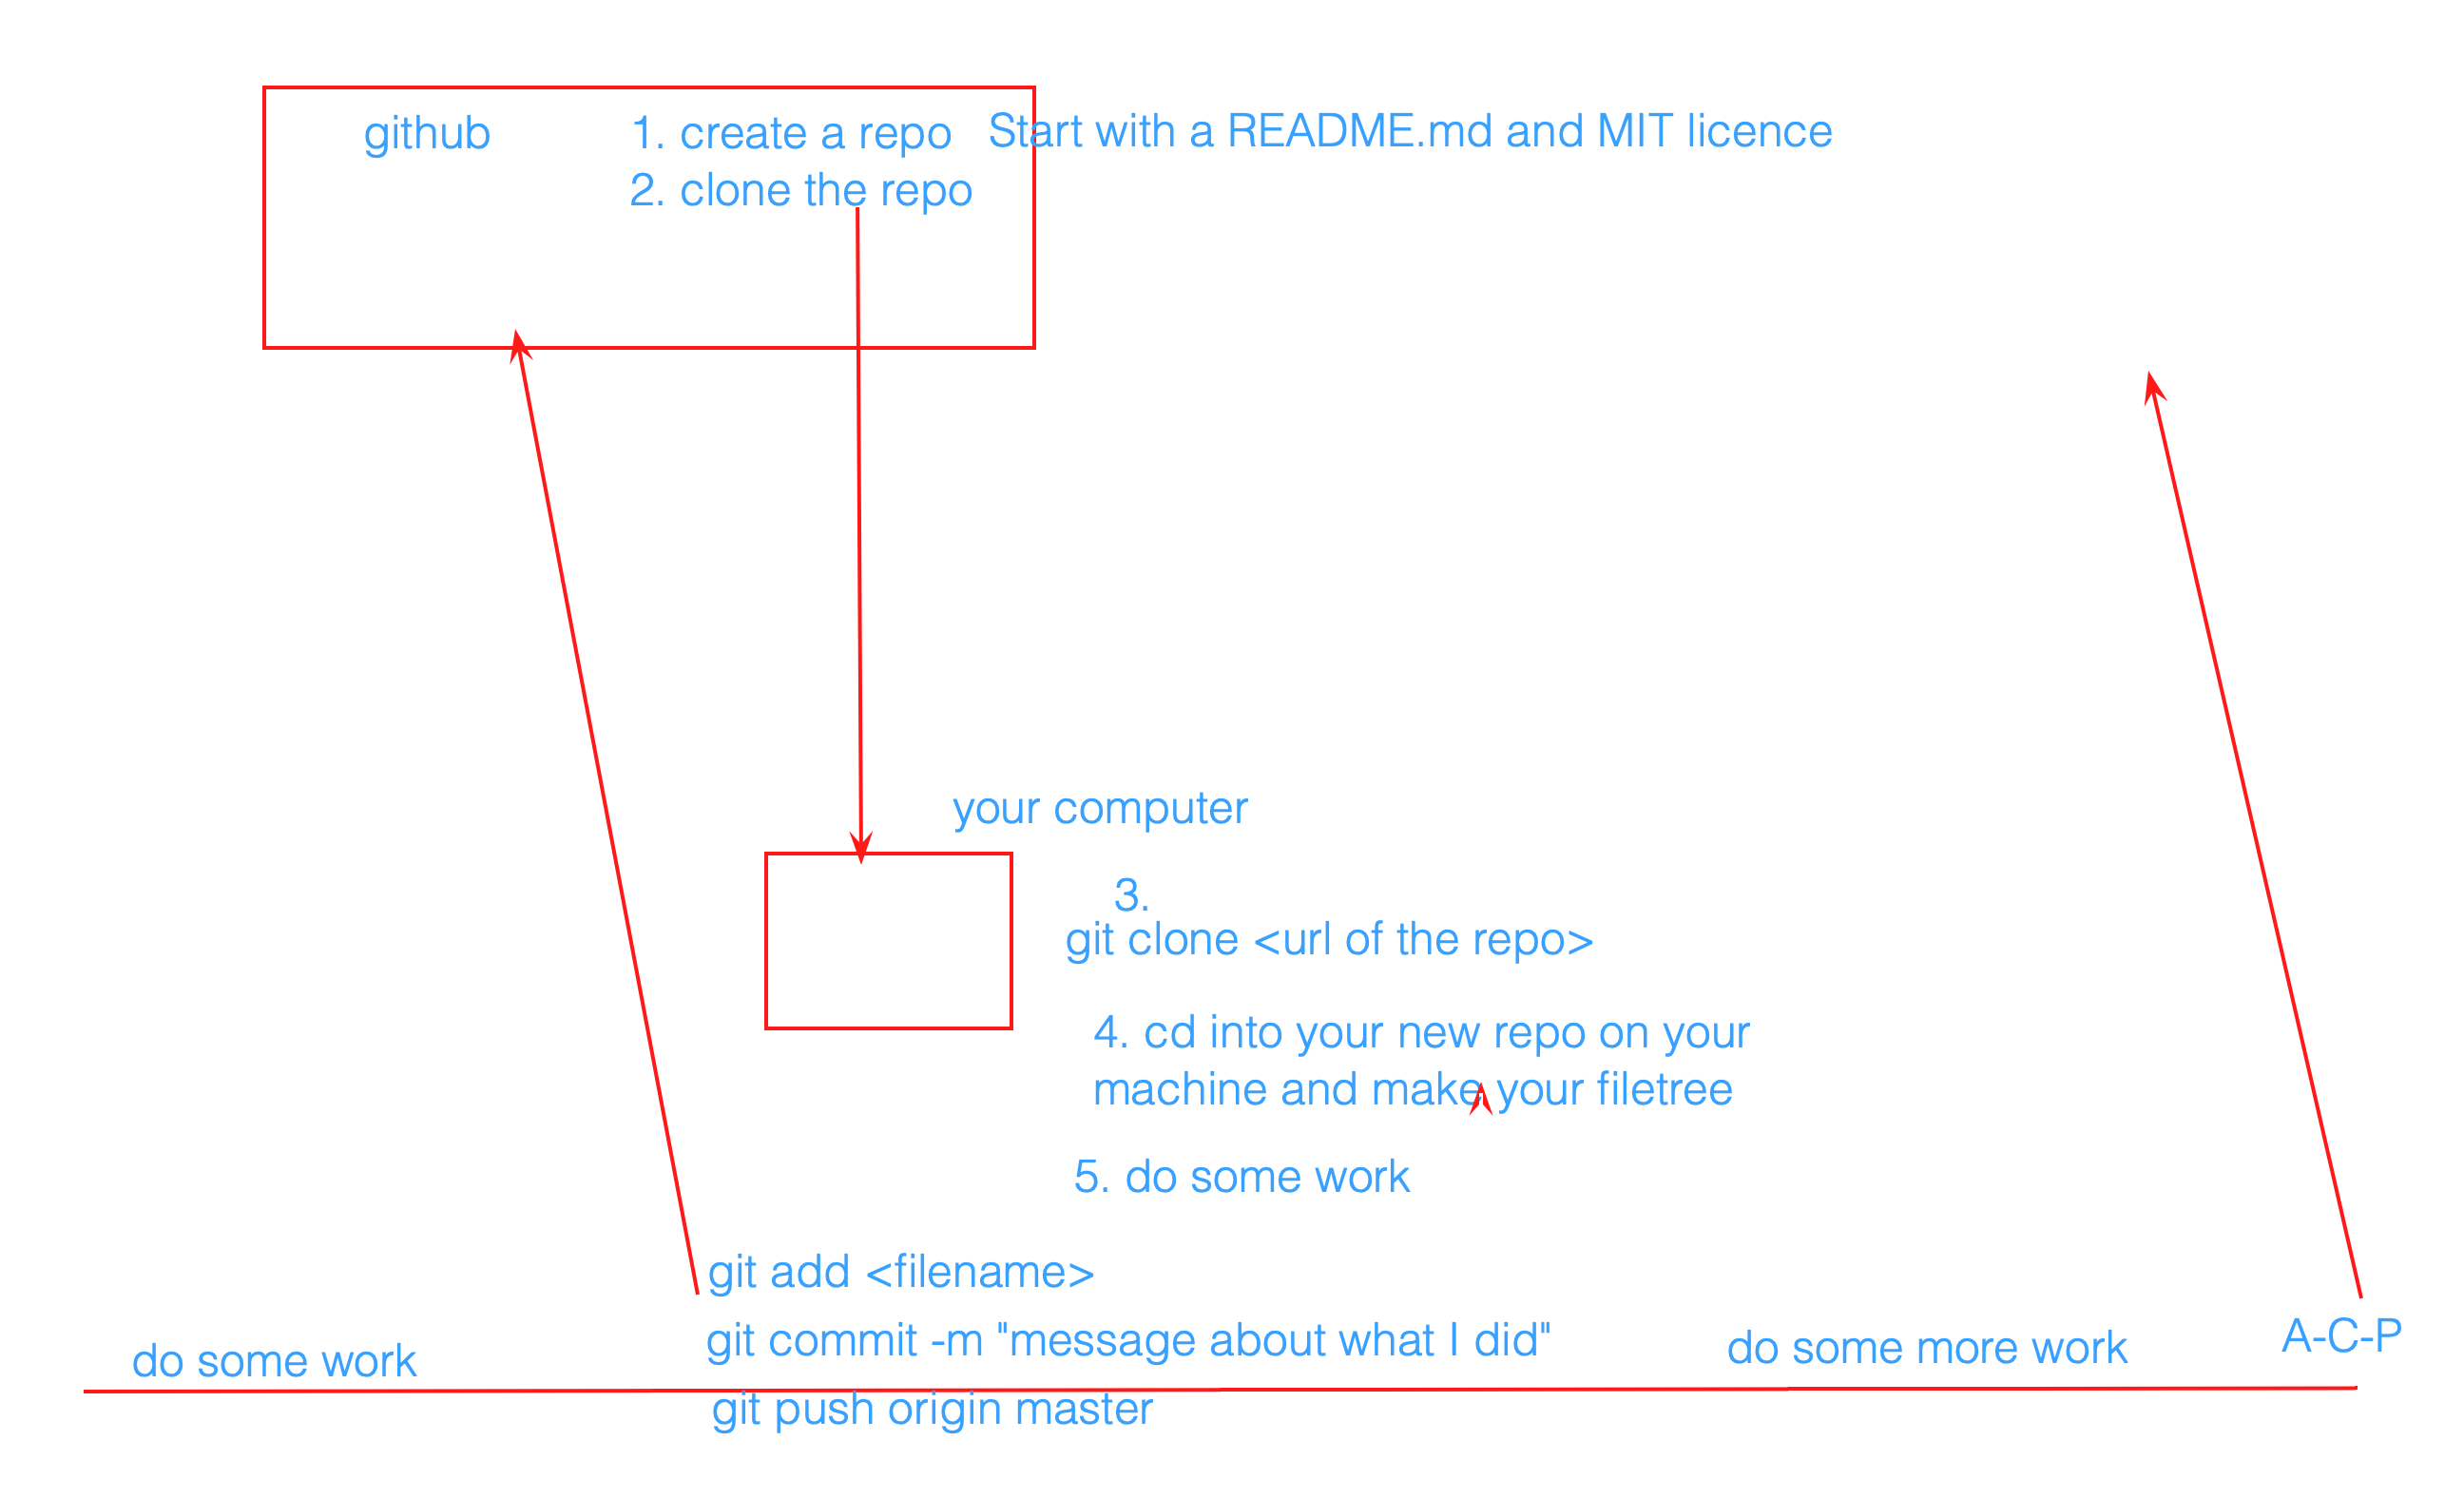 github
1. create a repo
Start with a README.md and MIT licence
2. clone the repo
your computer
3.
git clone <url of the repo>
4. cd into your new repo on your
machine and make your filetree
5. do some work
git add <filename>
git commit -n "message about what I did"
git push origin master
do some work
do some more work
A-C-P